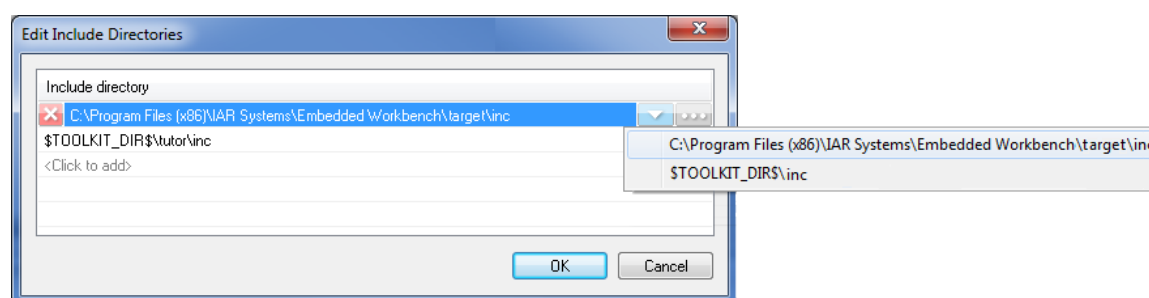 Edit Include Directories
Include directory
C:\Program Files (x86)\IAR Systems\Embedded Workbench\target\inc
$TOOLKIT_DIR$\tutor\inc
<Click to add>
C:\Program Files (x86)\IAR Systems\Embedded Workbench\target\inc
$TOOLKIT_DIR$\inc
OK
Cancel